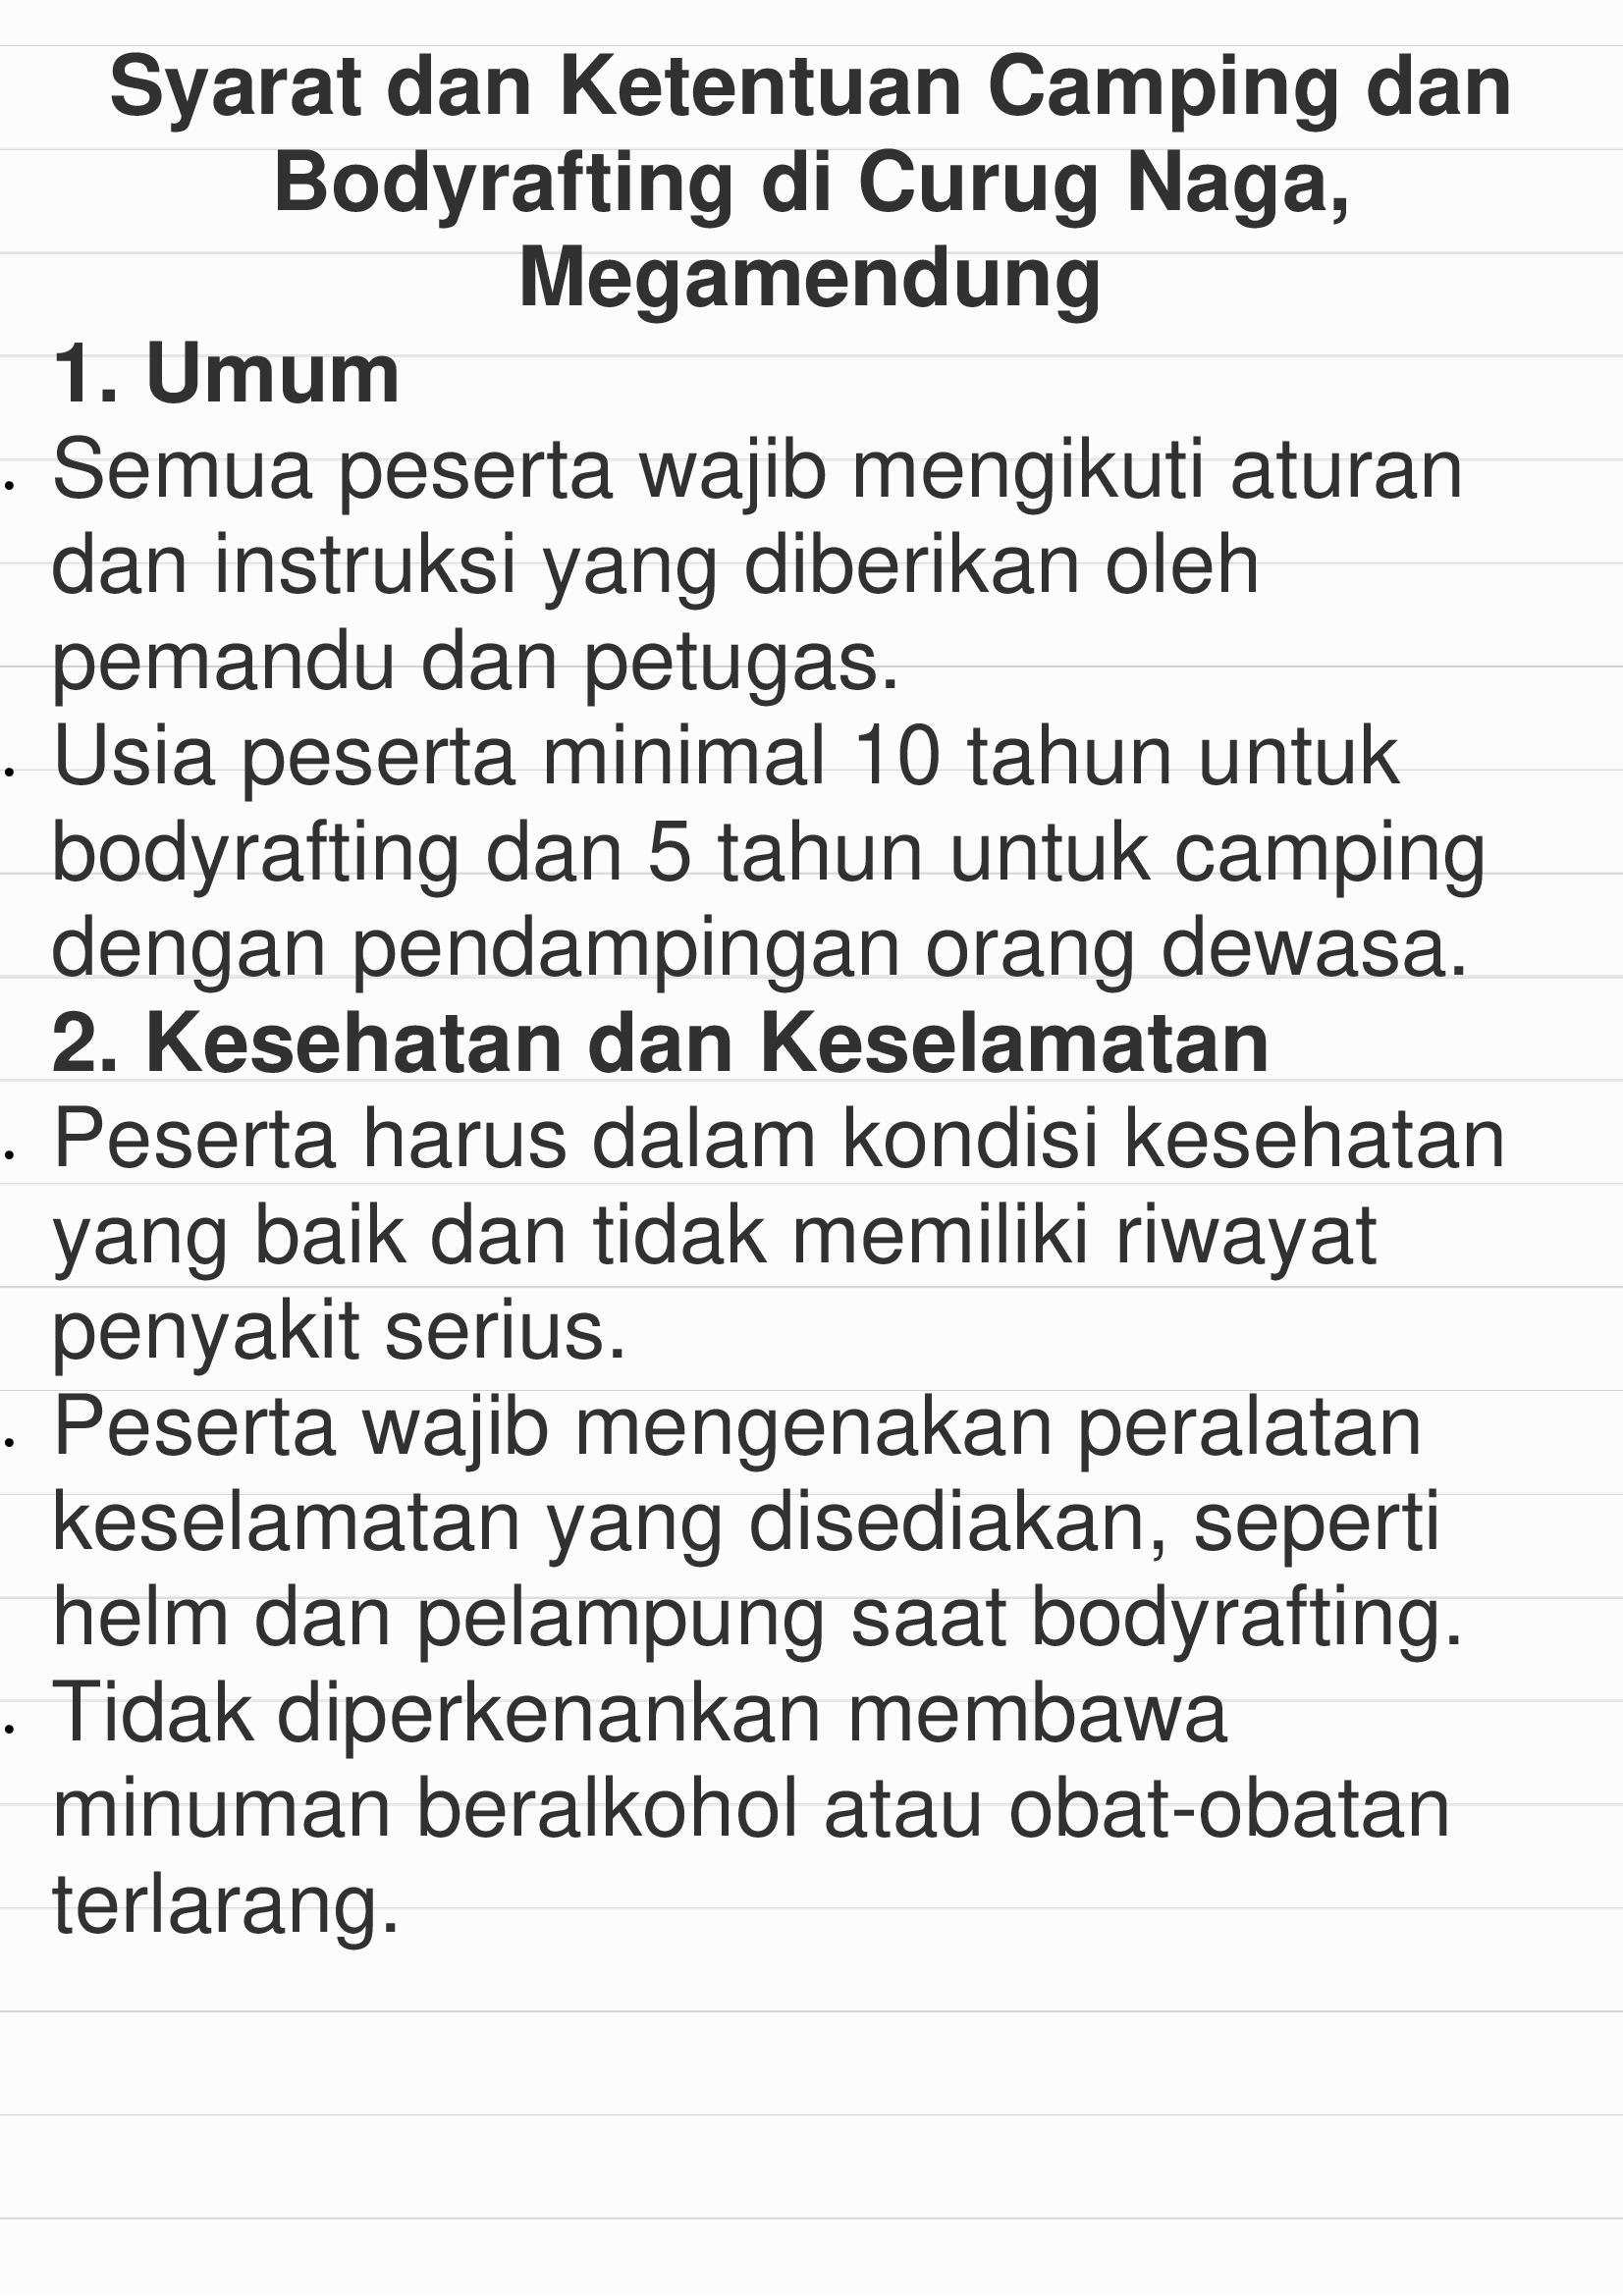 Syarat dan Ketentuan Camping dan
Bodyrafting di Curug Naga,
Megamendung
1. Umum
• Semua peserta wajib mengikuti aturan
dan instruksi yang diberikan oleh
pemandu dan petugas.
• Usia peserta minimal 10 tahun untuk
bodyrafting dan 5 tahun untuk camping
dengan pendampingan orang dewasa.
2. Kesehatan dan Keselamatan
• Peserta harus dalam kondisi kesehatan
yang baik dan tidak memiliki riwayat
penyakit serius.
• Peserta wajib mengenakan peralatan
keselamatan yang disediakan, seperti
helm dan pelampung saat bodyrafting.
• Tidak diperkenankan membawa
minuman beralkohol atau obat-obatan
terlarang.